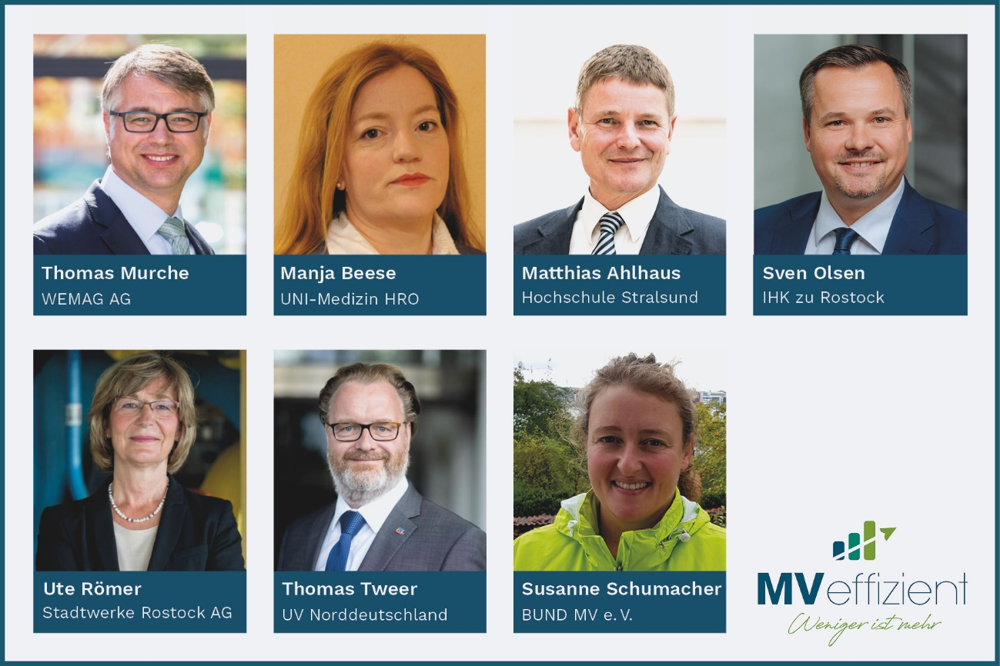 Thomas Murche
WEMAG AG
Manja Beese
UNI-Medizin HRO
Matthias Ahlhaus
Hochschule Stralsund
Sven Olsen
IHK zu Rostock
Ute Römer
Stadtwerke Rostock AG
Thomas Tweer
UV Norddeutschland
Susanne Schumacher
BUND MV e.V.
MVeffizient
Weniger ist mehr